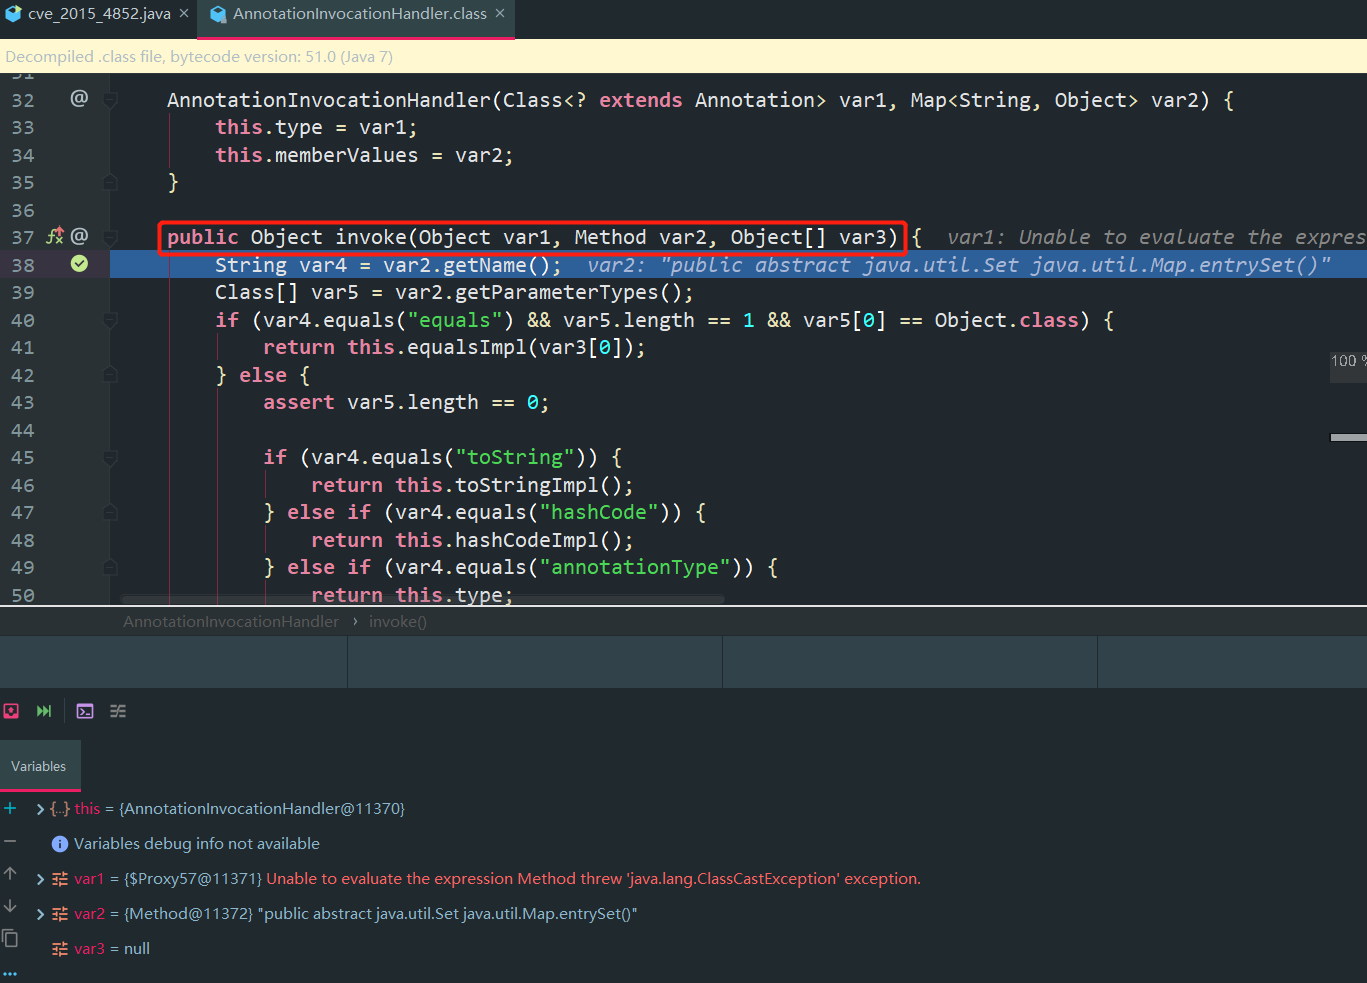 cve_2015_4852.java × AnnotationInvocationHandler.class ×
Decompiled .class file, bytecode version: 51.0 (Java 7)
31
32 @ AnnotationInvocationHandler(Class<? extends Annotation> var1, Map<String, Object> var2) {
33 this.type = var1;
34 this.memberValues = var2;
35 }
36
37 @ public Object invoke(Object var1, Method var2, Object[] var3) { var1: Unable to evaluate the expres
38 String var4 = var2.getName(); var2: "public abstract java.util.Set java.util.Map.entrySet()"
39 Class[] var5 = var2.getParameterTypes();
40 if (var4.equals("equals") && var5.length == 1 && var5[0] == Object.class) {
41 return this.equalsImpl(var3[0]);
42 } else {
43 assert var5.length == 0;
44
45 if (var4.equals("toString")) {
46 return this.toStringImpl();
47 } else if (var4.equals("hashCode")) {
48 return this.hashCodeImpl();
49 } else if (var4.equals("annotationType")) {
50 return this.type;
100 %
AnnotationInvocationHandler › invoke()
Variables
this = {AnnotationInvocationHandler@11370}
Variables debug info not available
var1 = {$Proxy57@11371} Unable to evaluate the expression Method threw 'java.lang.ClassCastException' exception.
var2 = {Method@11372} "public abstract java.util.Set java.util.Map.entrySet()"
var3 = null